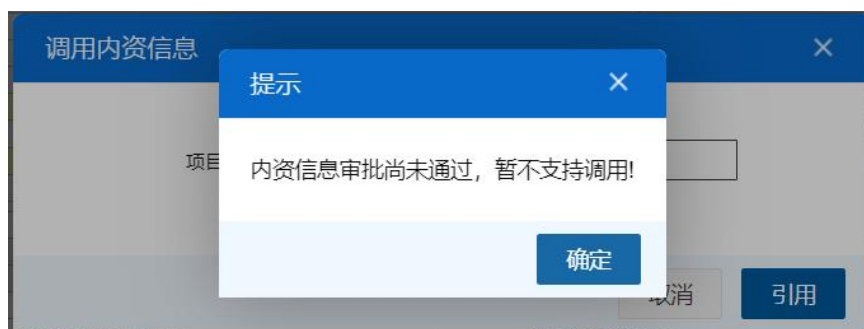 调用内资信息
提示
项目
内资信息审批尚未通过，暂不支持调用!
确定
取消
引用